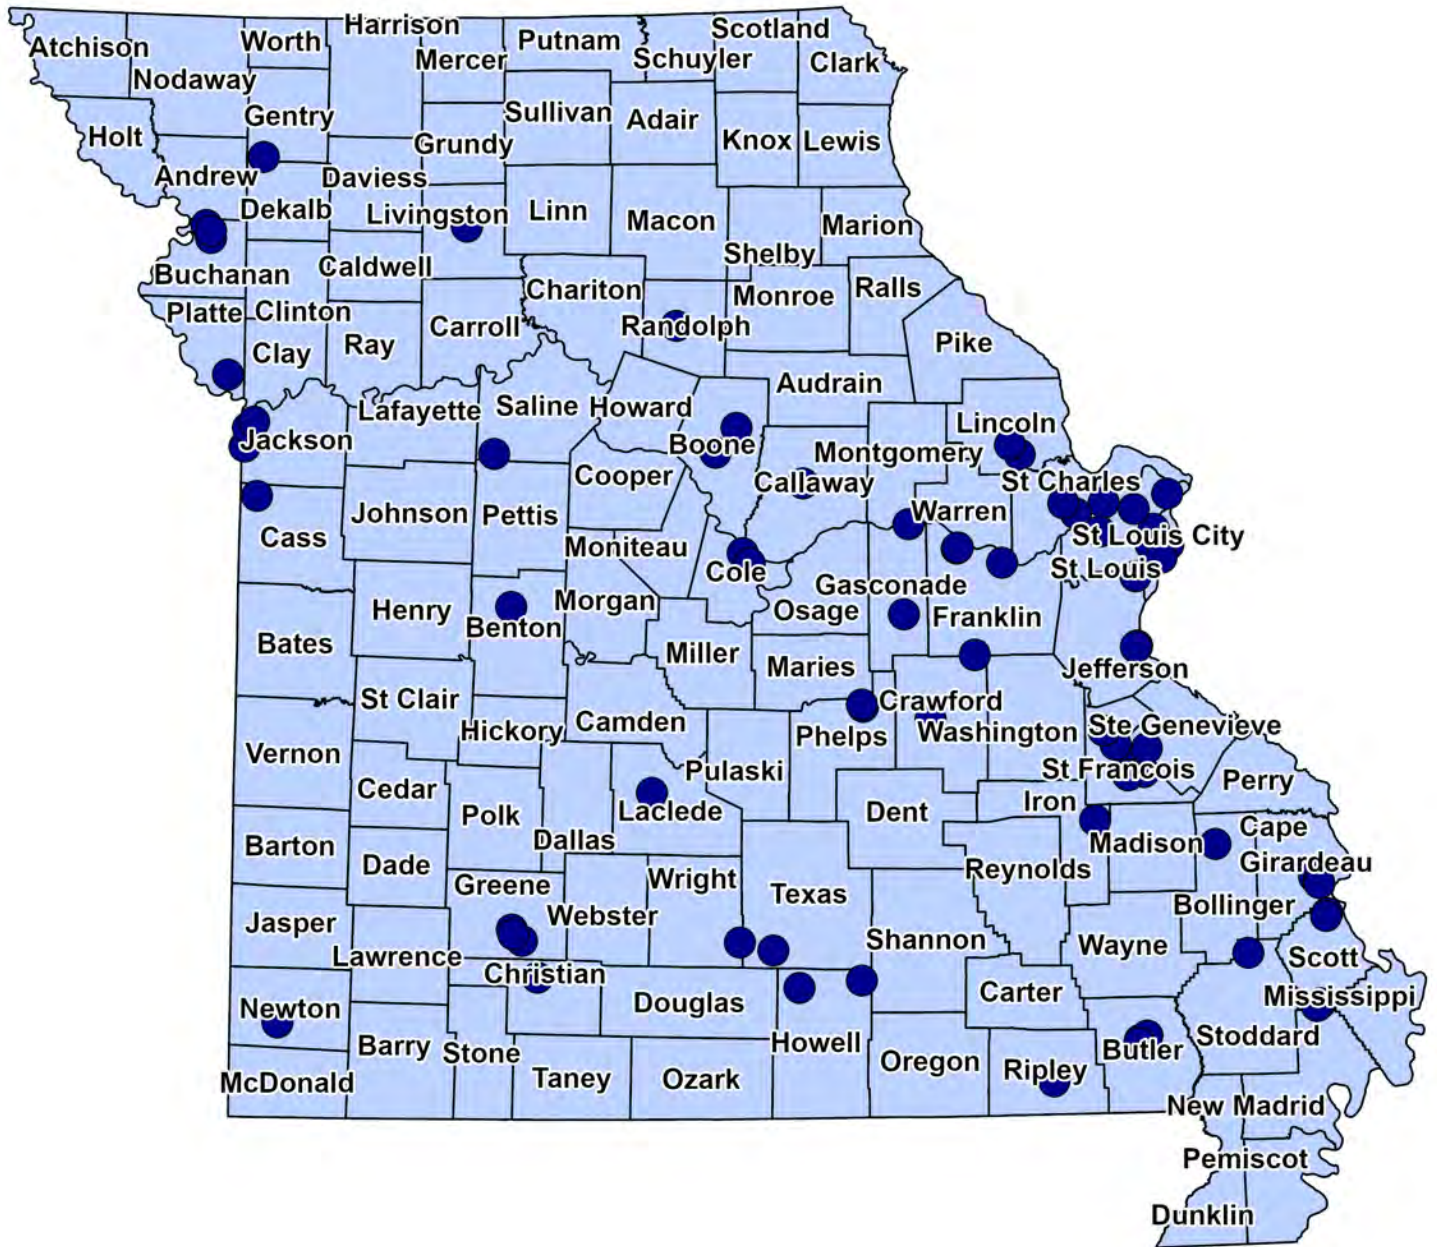 Atchison
Nodaway
Worth
Harrison
Mercer
Putnam
Schuyler
Scotland
Clark
Holt
Gentry
Grundy
Sullivan
Adair
Knox
Lewis
Andrew
Dekalb
Daviess
Livingston
Linn
Macon
Shelby
Marion
Buchanan
Caldwell
Chariton
Randolph
Monroe
Ralls
Platte
Clinton
Clay
Ray
Carroll
Pike
Audrain
Lafayette
Saline
Howard
Boone
Jackson
Lincoln
Montgomery
Callaway
Cooper
St Charles
Johnson
Pettis
Warren
Cass
Moniteau
Cole
St Louis City
St Louis
Henry
Benton
Morgan
Osage
Gasconade
Franklin
Bates
Miller
Maries
Jefferson
St Clair
Hickory
Camden
Phelps
Crawford
Washington
Ste Genevieve
Vernon
Cedar
Pulaski
St Francois
Perry
Polk
Laclede
Dent
Iron
Barton
Dade
Dallas
Madison
Cape
Girardeau
Greene
Wright
Texas
Reynolds
Jasper
Webster
Bollinger
Lawrence
Shannon
Wayne
Scott
Christian
Newton
Douglas
Carter
Mississippi
Barry
Stone
Howell
Stoddard
Butler
McDonald
Taney
Ozark
Oregon
Ripley
New Madrid
Pemiscot
Dunklin